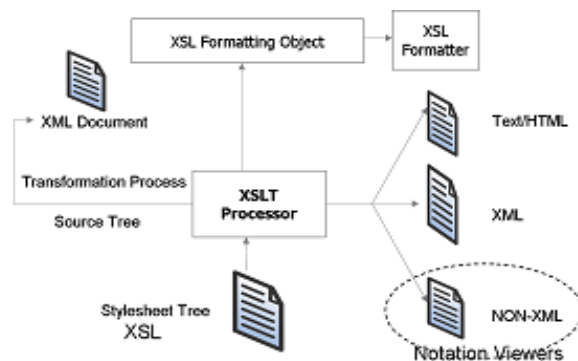 XSL Formatting Object
XSL
Formatter
XML Document
Text/HTML
Transformation Process
XSLT
Processor
Source Tree
XML
Stylesheet Tree
XSL
NON-XML
Notation Viewers